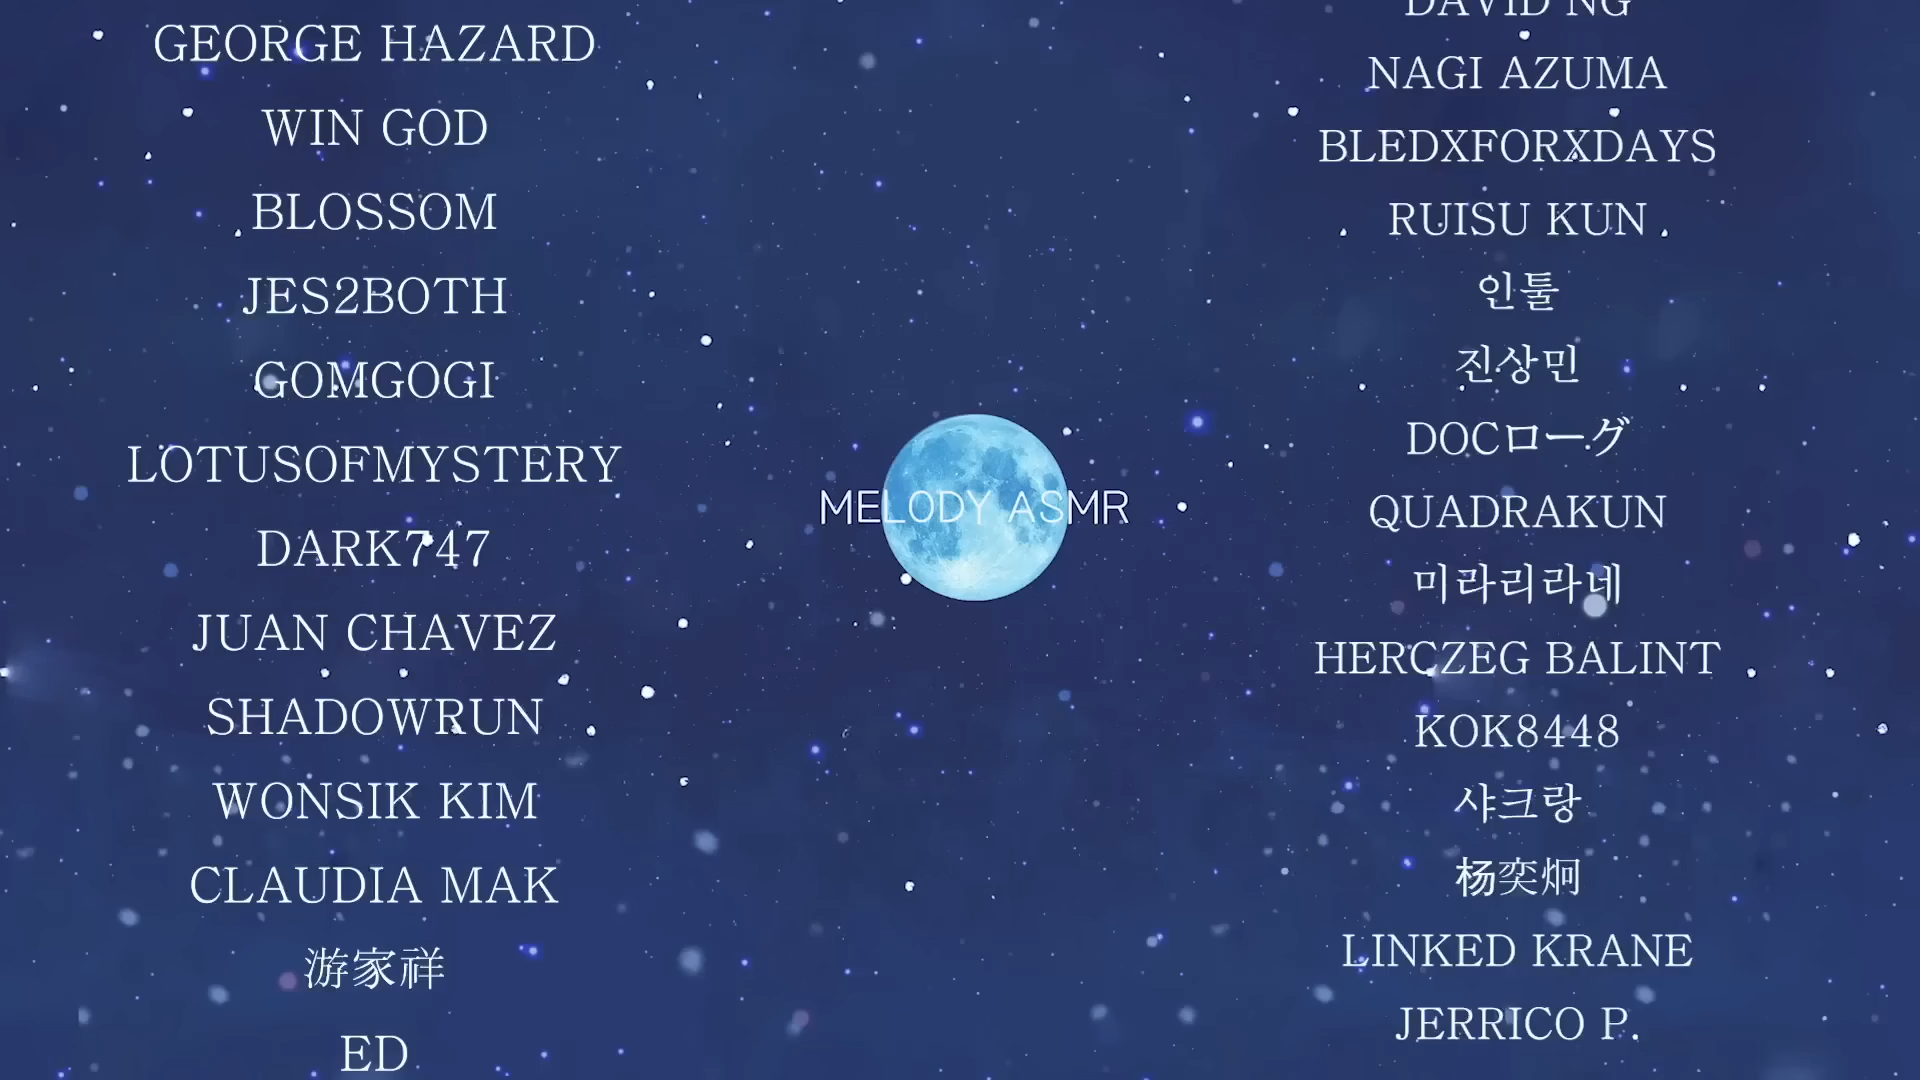 GEORGE HAZARD
WIN GOD
BLOSSOM
JES2BOTH
GOMGOGI
LOTUSOFMYSTERY
DARK747
JUAN CHAVEZ
SHADOWRUN
WONSIK KIM
CLAUDIA MAK
游家祥
ED
MELODY ASMR
DAVID NG
NAGI AZUMA
BLEDXFORXDAYS
RUISU KUN
인툴
진상민
DOCローグ
QUADRAKUN
미라리라네
HERCZEG BALINT
KOK8448
샤크랑
杨奕炯
LINKED KRANE
JERRICO P.